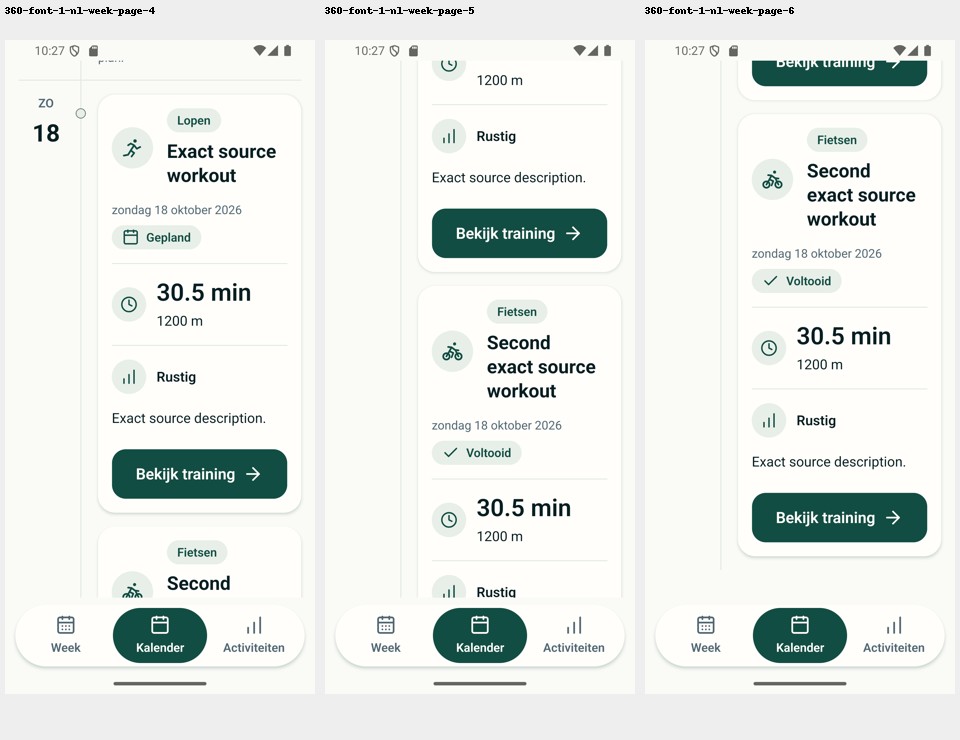 360-font-1-nl-week-page-4
10:27
ZO
18
Lopen
Exact source
workout
zondag 18 oktober 2026
Gepland
30.5 min
1200 m
Rustig
Exact source description.
Bekijk training
Fietsen
Second
Week
Kalender
Activiteiten
360-font-1-nl-week-page-5
10:27
1200 m
Rustig
Exact source description.
Bekijk training
Fietsen
Second
exact source
workout
zondag 18 oktober 2026
Voltooid
30.5 min
1200 m
Rustig
Week
Kalender
Activiteiten
360-font-1-nl-week-page-6
10:27
Bekijk training
Fietsen
Second
exact source
workout
zondag 18 oktober 2026
Voltooid
30.5 min
1200 m
Rustig
Exact source description.
Bekijk training
Week
Kalender
Activiteiten